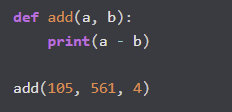 def add(a, b):
    print(a - b)
add(105, 561, 4)